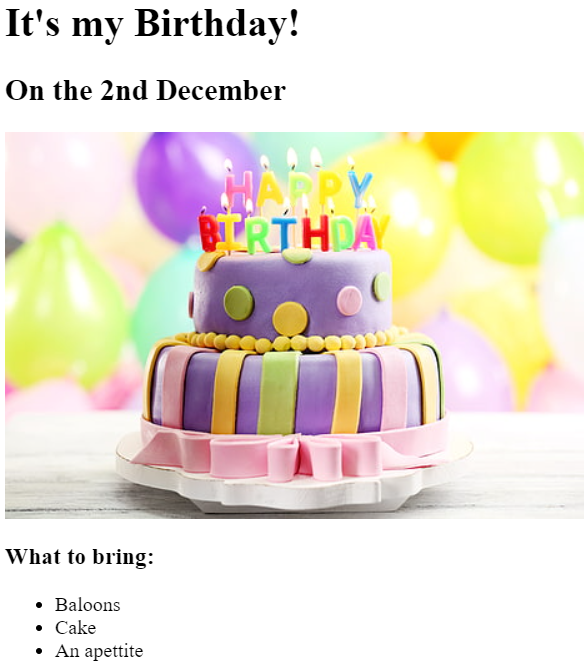 It's my Birthday!
On the 2nd December
HAPPY
BIRTHDAY
What to bring:
Baloons
Cake
An apettite